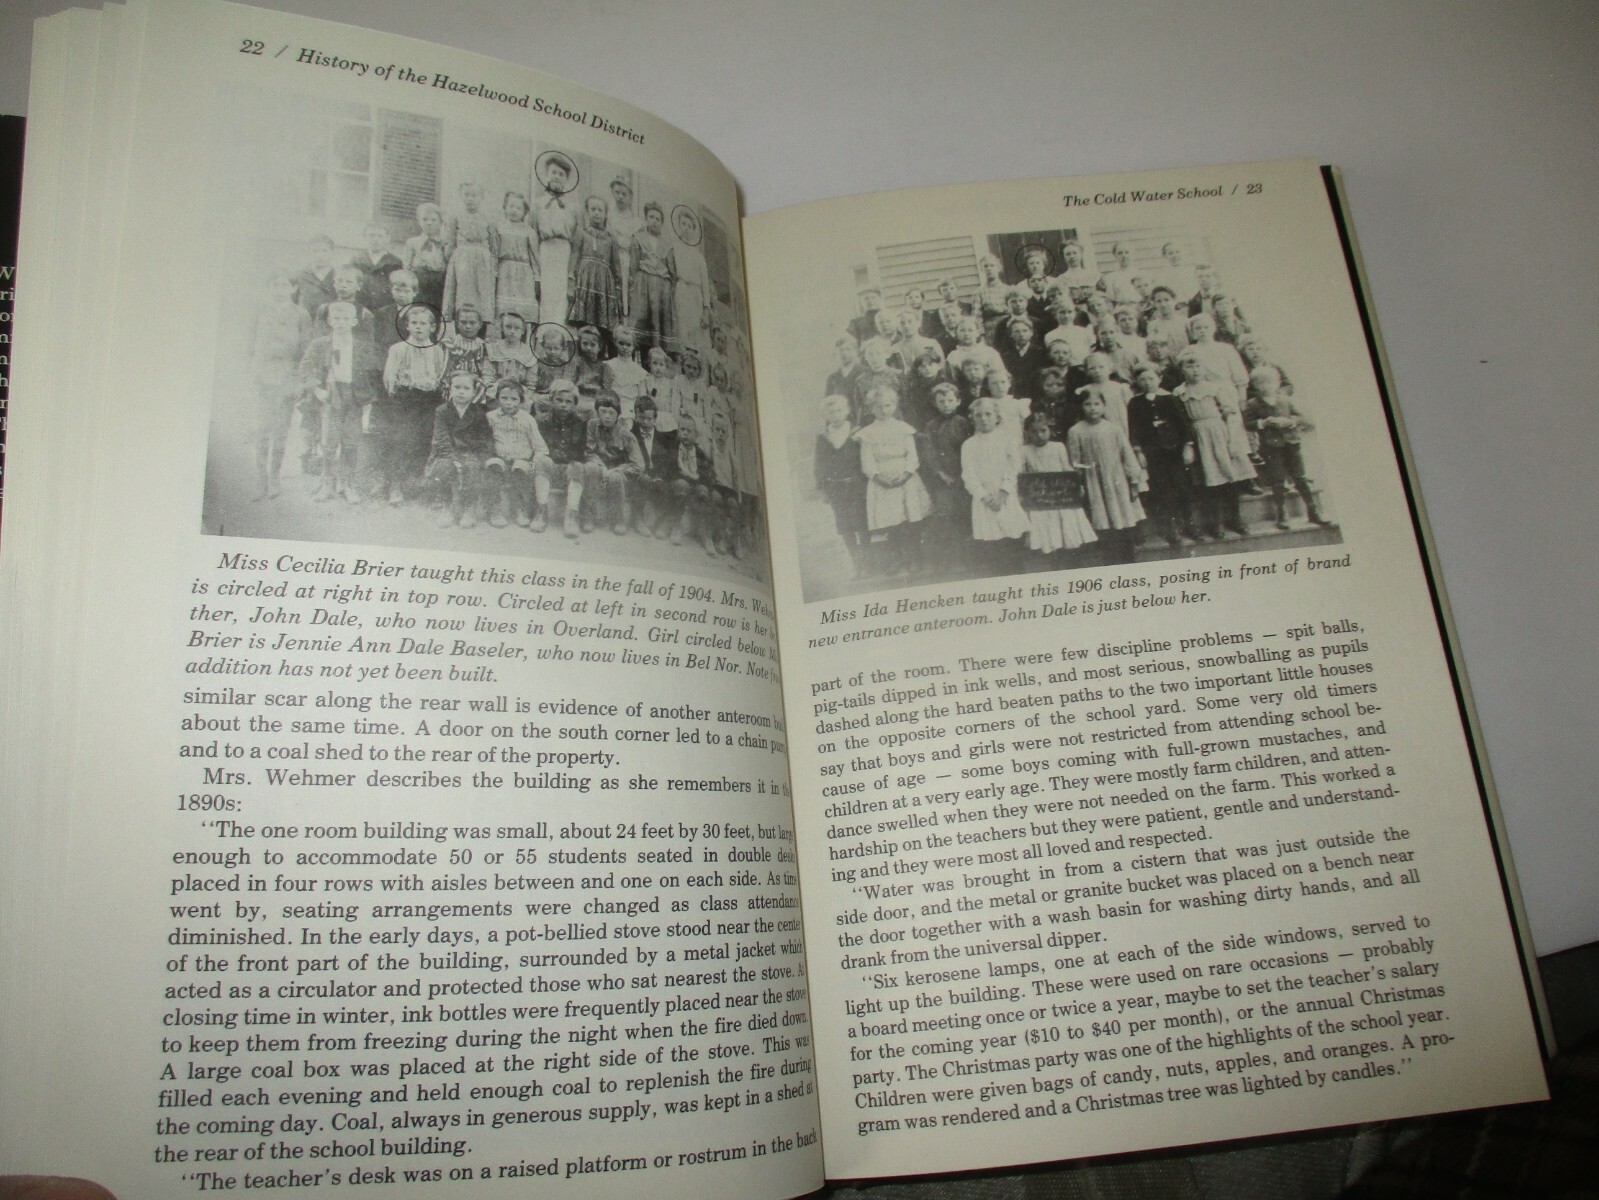 22 / History of the Hazelwood School District
Miss Cecilia Brier taught this class in the fall of 1904. Mrs.
is circled at right in top row. Circled at left in second row is her
ther, John Dale, who now lives in Overland. Girl circled below
Brier is Jennie Ann Dale Baseler, who now lives in Bel Nor. Note
addition has not yet been built.
similar scar along the rear wall is evidence of another anteroom
about the same time. A door on the south corner led to a chain
and to a coal shed to the rear of the property.
Mrs. Wehmer describes the building as she remembers it in
1890s:
"The one room building was small, about 24 feet by 30 feet, but
enough to accommodate 50 or 55 students seated in double
placed in four rows with aisles between and one on each side. As
went by, seating arrangements were changed as class
diminished. In the early days, a pot-bellied stove stood near the
of the front part of the building, surrounded by a metal jacket
acted as a circulator and protected those who sat nearest the stove.
closing time in winter, ink bottles were frequently placed near the stove
to keep them from freezing during the night when the fire died down.
A large coal box was placed at the right side of the stove. This was
filled each evening and held enough coal to replenish the fire during
the coming day. Coal, always in generous supply, was kept in a shed at
the rear of the school building.
"The teacher's desk was on a raised platform or rostrum in the back
The Cold Water School / 23
Miss Ida Hencken taught this 1906 class, posing in front of brand
new entrance anteroom. John Dale is just below her.
part of the room. There were few discipline problems — spit balls,
pig-tails dipped in ink wells, and most serious, snowballing as pupils
dashed along the hard beaten paths to the two important little houses
on the opposite corners of the school yard. Some very old timers
say that boys and girls were not restricted from attending school be-
cause of age — some boys coming with full-grown mustaches, and
children at a very early age. They were mostly farm children, and atten-
dance swelled when they were not needed on the farm. This worked a
hardship on the teachers but they were patient, gentle and understand-
ing and they were most all loved and respected.
"Water was brought in from a cistern that was just outside the
side door, and the metal or granite bucket was placed on a bench near
the door together with a wash basin for washing dirty hands, and all
drank from the universal dipper.
"Six kerosene lamps, one at each of the side windows, served to
light up the building. These were used on rare occasions — probably
a board meeting once or twice a year, maybe to set the teacher's salary
for the coming year ($10 to $40 per month), or the annual Christmas
party. The Christmas party was one of the highlights of the school year.
Children were given bags of candy, nuts, apples, and oranges. A pro-
gram was rendered and a Christmas tree was lighted by candles."